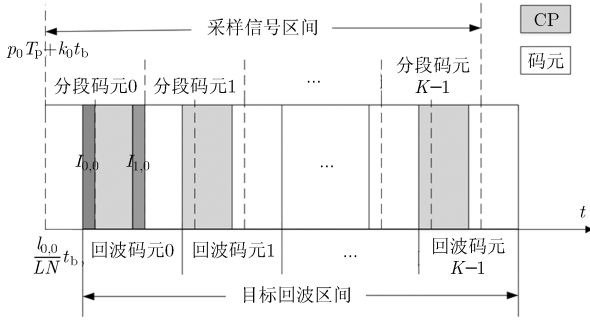 采样信号区间
CP
码元
p₀Tₚ+k₀t_b
分段码元0 分段码元1 ... 分段码元
K−1
I₀,₀ I₁,₀ ...
t
l₀,₀
LN t_b 回波码元0 回波码元1 ... 回波码元
K−1
目标回波区间